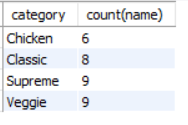 category count(name)
Chicken 6
Classic 8
Supreme 9
Veggie 9